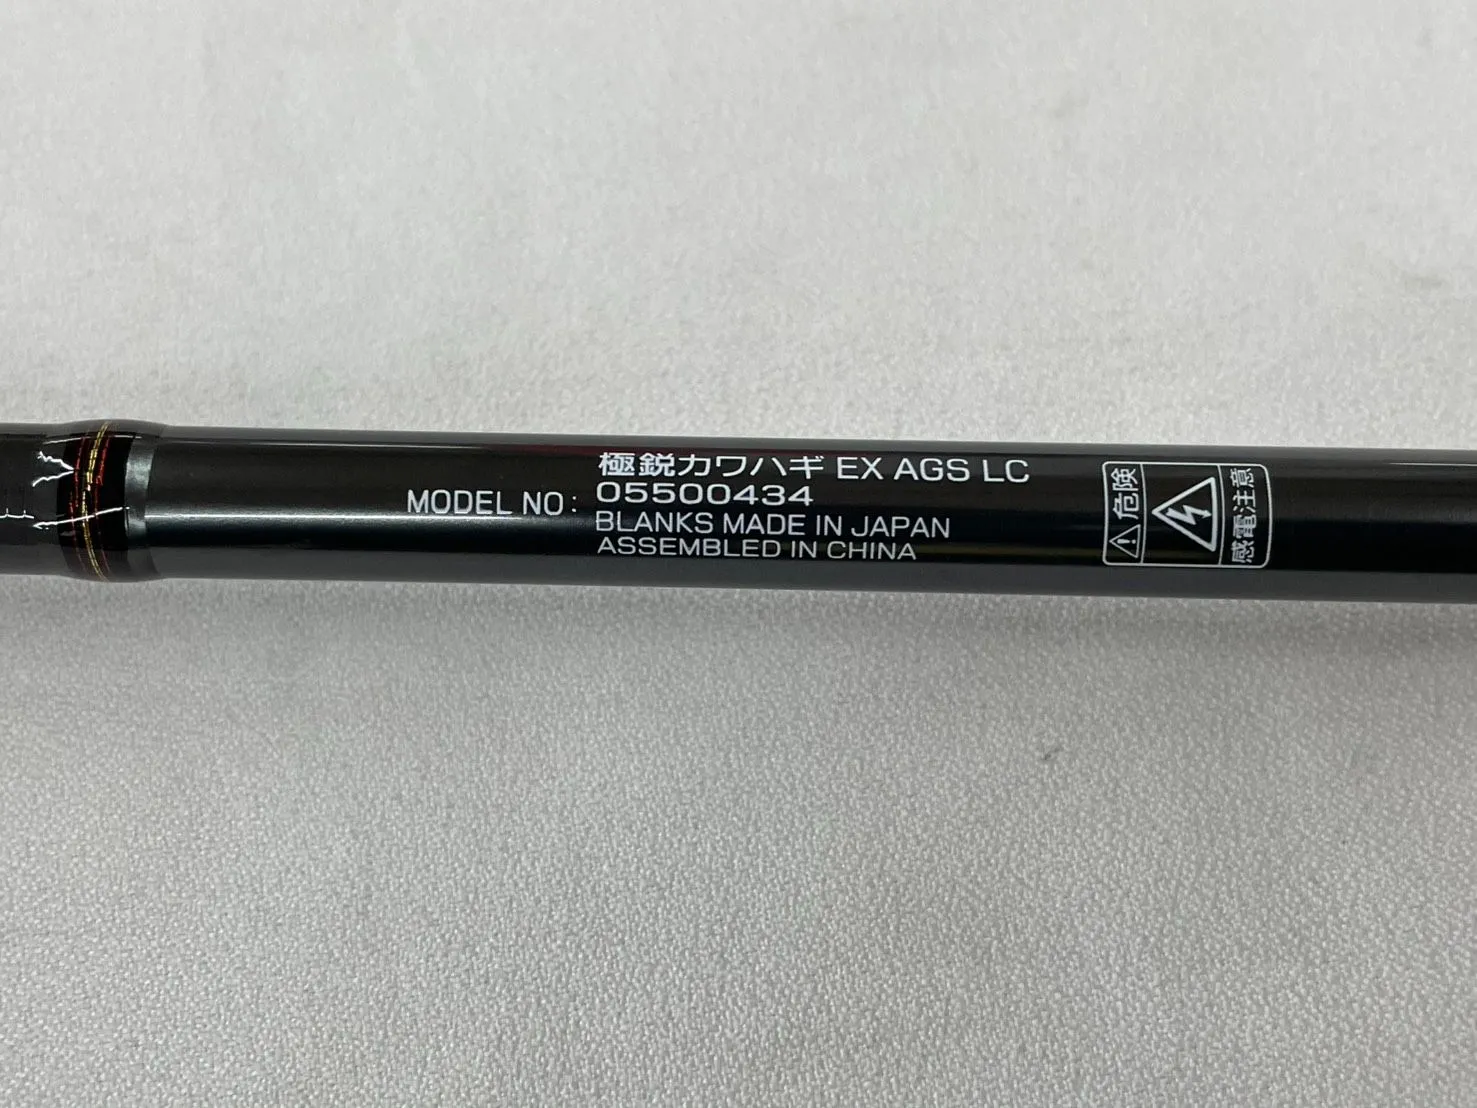 極鋭カワハギ EX AGS LC
MODEL NO: 05500434
BLANKS MADE IN JAPAN
ASSEMBLED IN CHINA
危険
感電注意